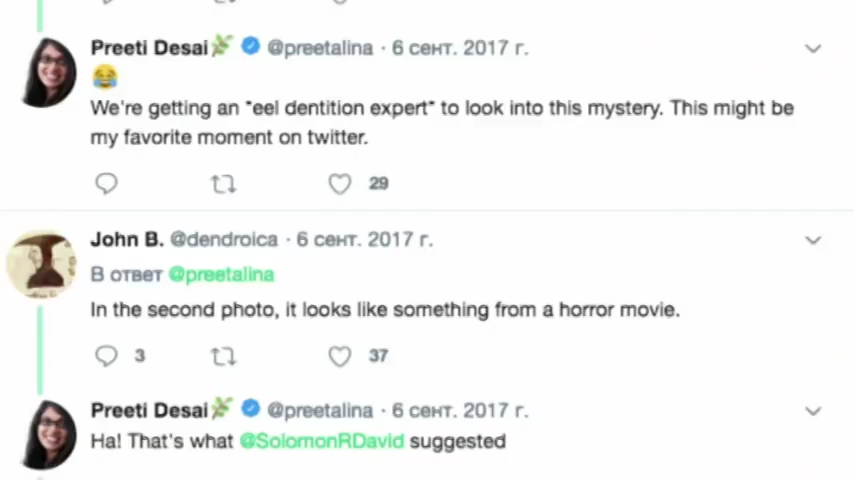 Preeti Desai🌿 @preetalina · 6 сент. 2017 г.
😂
We're getting an *eel dentition expert* to look into this mystery. This might be
my favorite moment on twitter.
29
John B. @dendroica · 6 сент. 2017 г.
В ответ @preetalina
In the second photo, it looks like something from a horror movie.
3 37
Preeti Desai🌿 @preetalina · 6 сент. 2017 г.
Ha! That's what @SolomonRDavid suggested